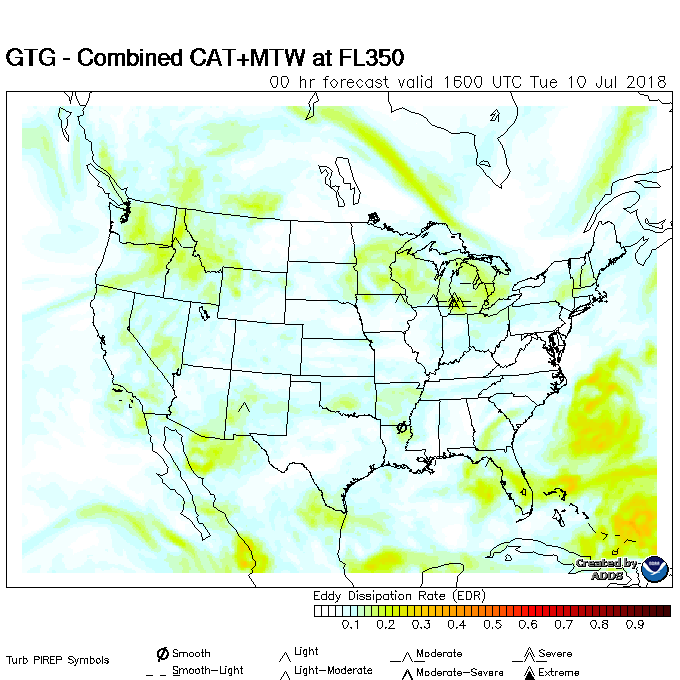 GTG - Combined CAT+MTW at FL350
00 hr forecast valid 1600 UTC Tue 10 Jul 2018
Created by
ADDS
Eddy Dissipation Rate (EDR)
0.1 0.2 0.3 0.4 0.5 0.6 0.7 0.8 0.9
Turb PIREP Symbols
Smooth Light Moderate Severe
Smooth-Light Light-Moderate Moderate-Severe Extreme